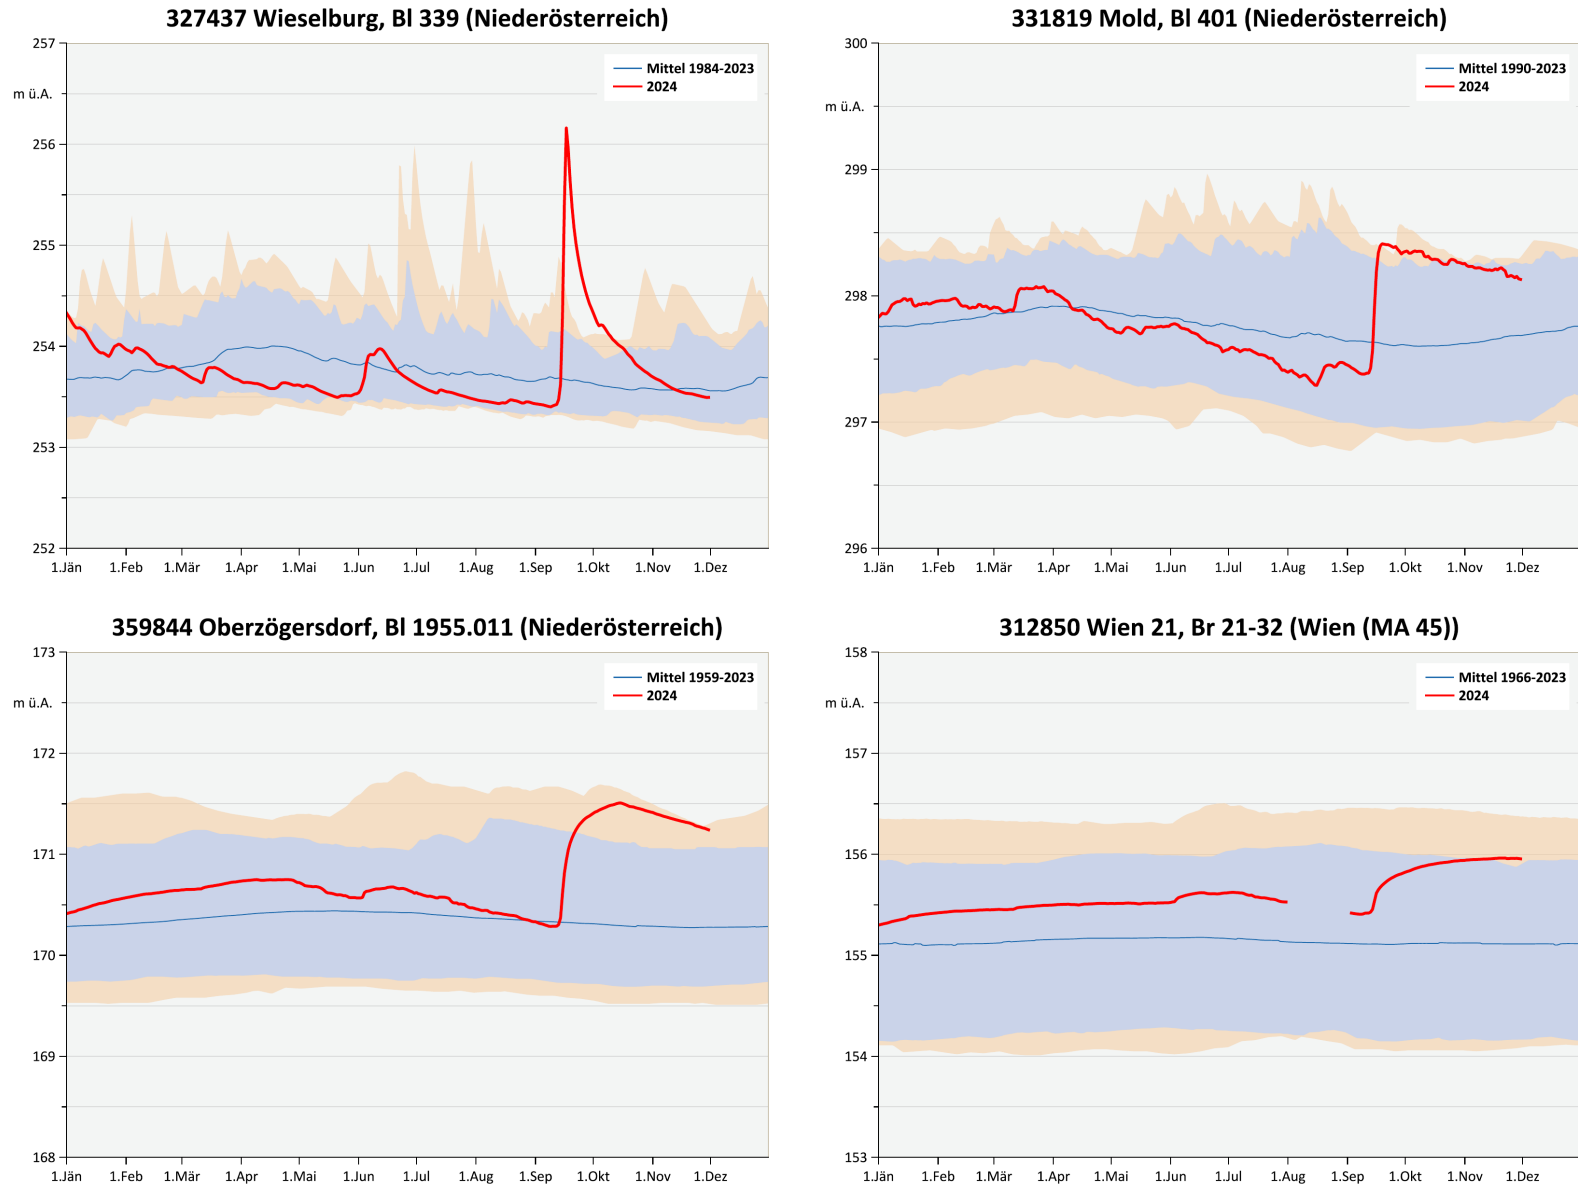 327437 Wieselburg, Bl 339 (Niederösterreich)
257
m ü.A.
256
255
254
253
252
Mittel 1984-2023
2024
1.Jän 1.Feb 1.Mär 1.Apr 1.Mai 1.Jun 1.Jul 1.Aug 1.Sep 1.Okt 1.Nov 1.Dez
331819 Mold, Bl 401 (Niederösterreich)
300
m ü.A.
299
298
297
296
Mittel 1990-2023
2024
1.Jän 1.Feb 1.Mär 1.Apr 1.Mai 1.Jun 1.Jul 1.Aug 1.Sep 1.Okt 1.Nov 1.Dez
359844 Oberzögersdorf, Bl 1955.011 (Niederösterreich)
173
m ü.A.
172
171
170
169
168
Mittel 1959-2023
2024
1.Jän 1.Feb 1.Mär 1.Apr 1.Mai 1.Jun 1.Jul 1.Aug 1.Sep 1.Okt 1.Nov 1.Dez
312850 Wien 21, Br 21-32 (Wien (MA 45))
158
m ü.A.
157
156
155
154
153
Mittel 1966-2023
2024
1.Jän 1.Feb 1.Mär 1.Apr 1.Mai 1.Jun 1.Jul 1.Aug 1.Sep 1.Okt 1.Nov 1.Dez